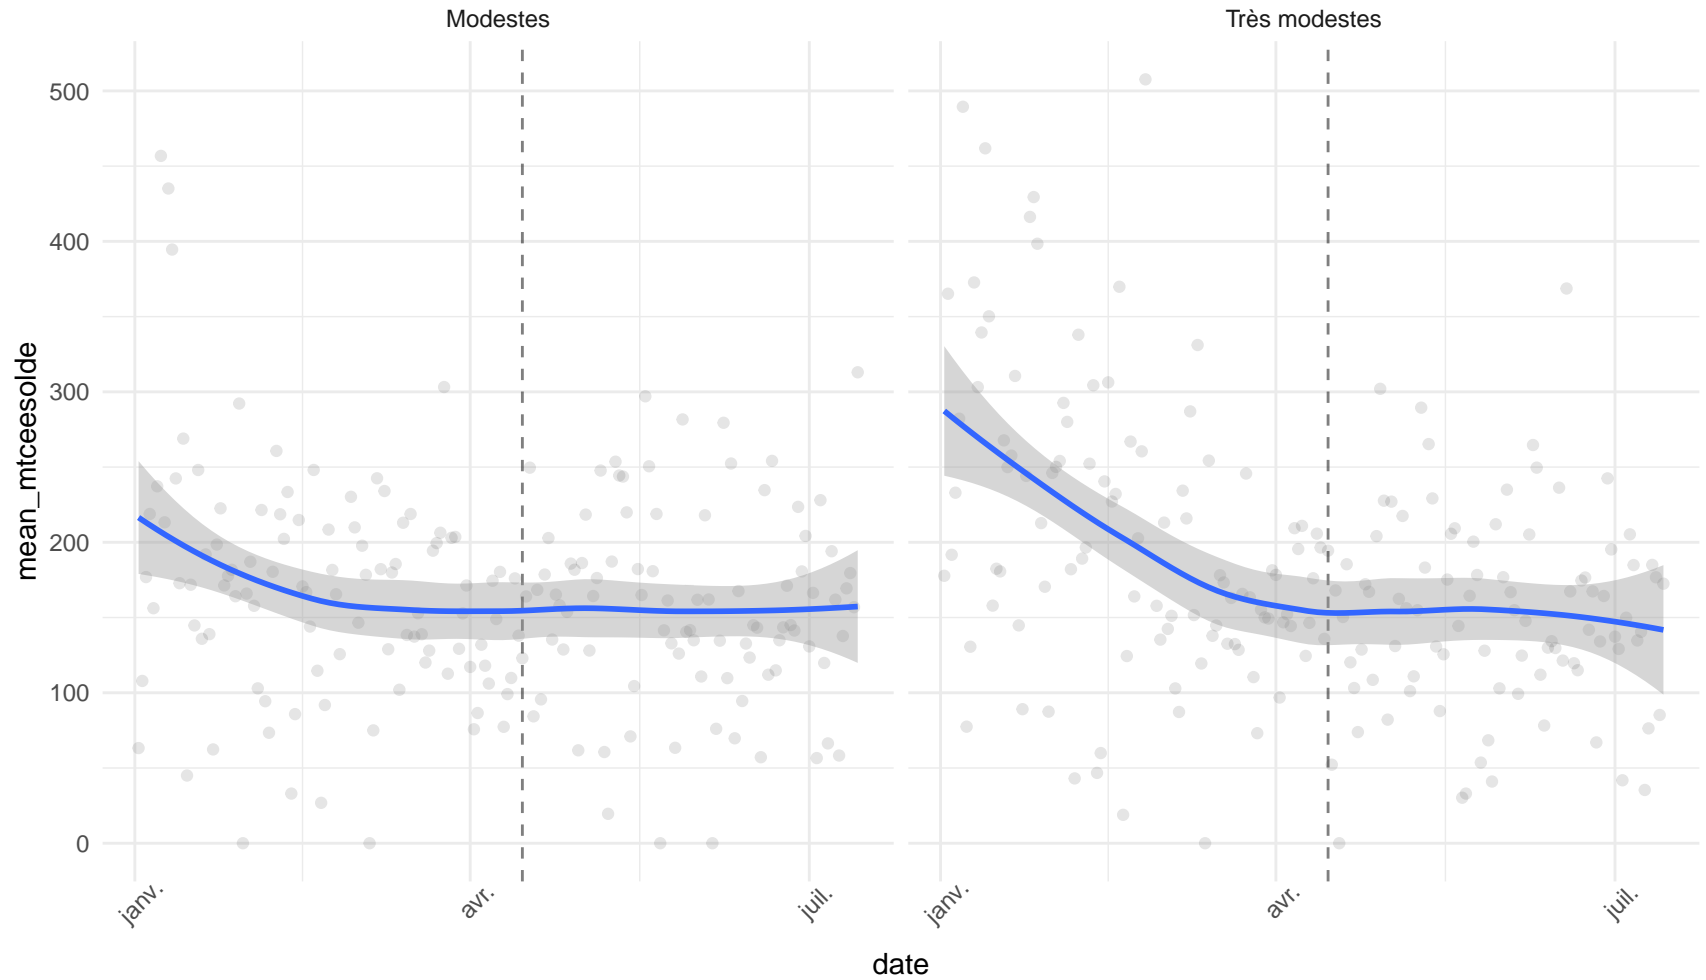 Modestes
Très modestes
500
400
300
200
100
0
mean_mtceesolde
janv.
avr.
juil.
janv.
avr.
juil.
date